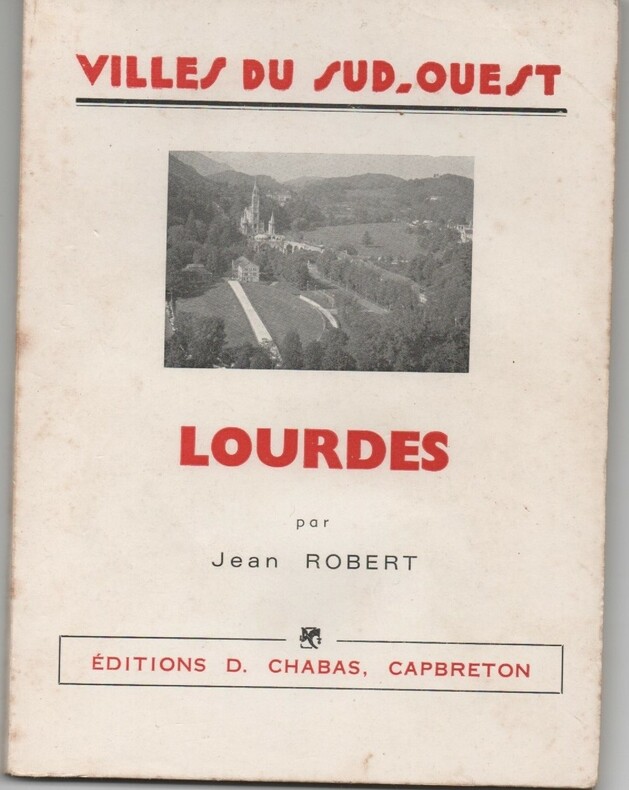 VILLES DU SUD-OUEST
LOURDES
par
Jean ROBERT
ÉDITIONS D. CHABAS, CAPBRETON